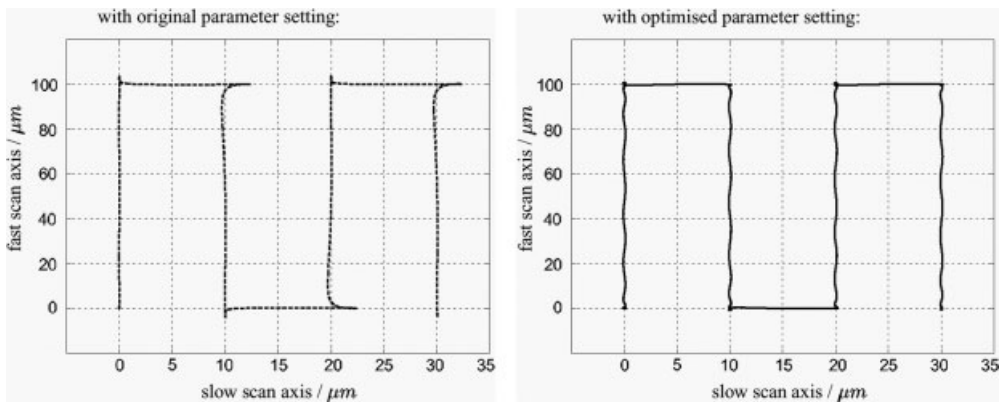 with original parameter setting:
100
80
60
40
20
0
fast scan axis / μm
0 5 10 15 20 25 30 35
slow scan axis / μm
with optimised parameter setting:
100
80
60
40
20
0
fast scan axis / μm
0 5 10 15 20 25 30 35
slow scan axis / μm